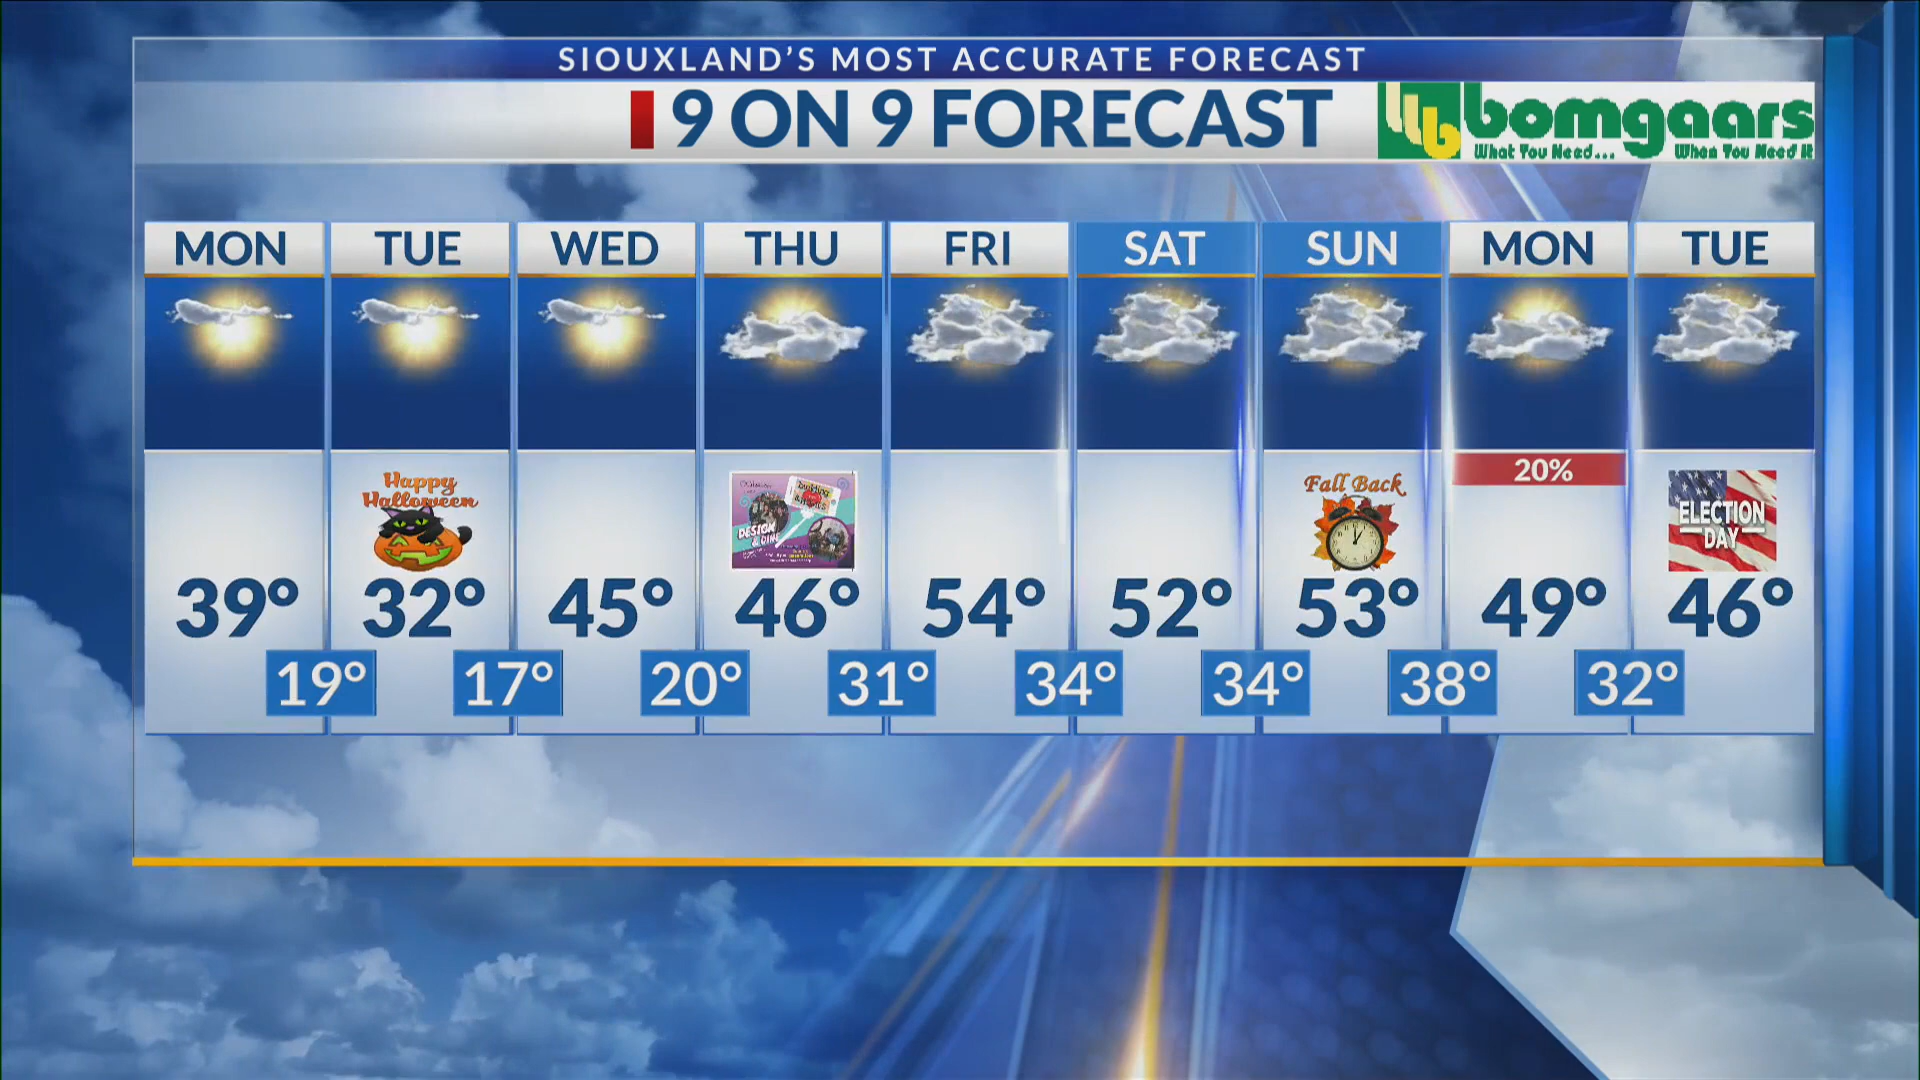 SIOUXLAND'S MOST ACCURATE FORECAST
9 ON 9 FORECAST
bomgaars
What You Need... When You Need It
MON TUE WED THU FRI SAT SUN MON TUE
20%
Happy
Halloween
DESIGN
& DINE
Fall Back
ELECTION
DAY
39° 32° 45° 46° 54° 52° 53° 49° 46°
19° 17° 20° 31° 34° 34° 38° 32°